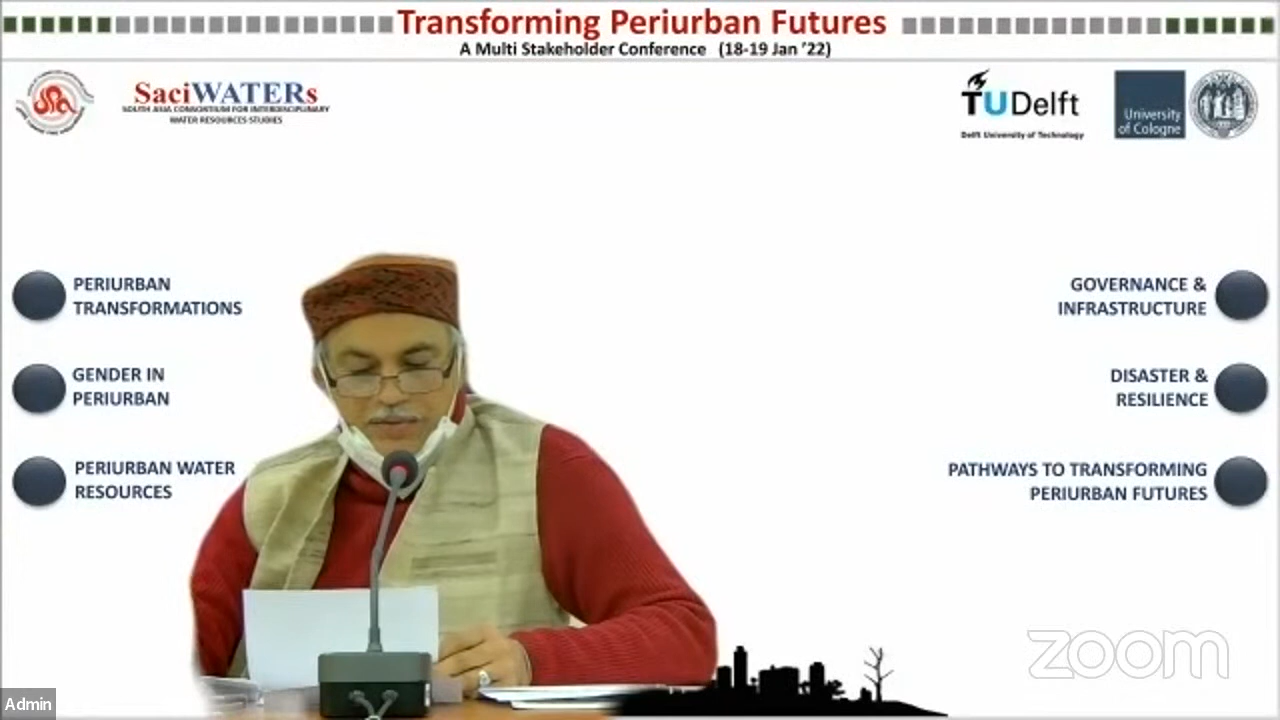 Transforming Periurban Futures
A Multi Stakeholder Conference (18-19 Jan '22)
SaciWATERs
SOUTH ASIA CONSORTIUM FOR INTERDISCIPLINARY
WATER RESOURCES STUDIES
TUDelft
Delft University of Technology
University
of Cologne
PERIURBAN
TRANSFORMATIONS
GENDER IN
PERIURBAN
PERIURBAN WATER
RESOURCES
GOVERNANCE &
INFRASTRUCTURE
DISASTER &
RESILIENCE
PATHWAYS TO TRANSFORMING
PERIURBAN FUTURES
zoom
Admin